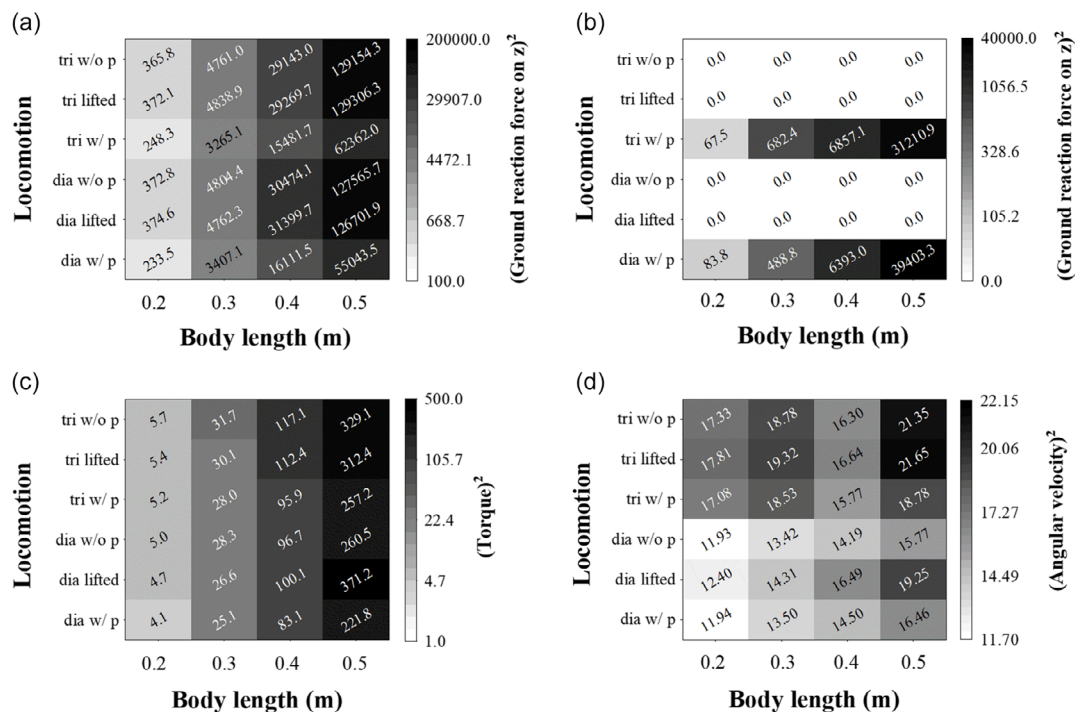 (a)
tri w/o p 365.8 4761.0 29143.0 129154.3
tri lifted 372.1 4838.9 29269.7 129306.3
tri w/ p 248.3 3265.1 15481.7 62362.0
dia w/o p 372.8 4804.4 30474.1 127565.7
dia lifted 374.6 4762.3 31399.7 126701.9
dia w/ p 233.5 3407.1 16111.5 55043.5
0.2 0.3 0.4 0.5
Body length (m)
Locomotion
200000.0
29907.0
4472.1
668.7
100.0
(Ground reaction force on z)²
(b)
tri w/o p 0.0 0.0 0.0 0.0
tri lifted 0.0 0.0 0.0 0.0
tri w/ p 67.5 682.4 6857.1 31210.9
dia w/o p 0.0 0.0 0.0 0.0
dia lifted 0.0 0.0 0.0 0.0
dia w/ p 83.8 488.8 6393.0 39403.3
0.2 0.3 0.4 0.5
Body length (m)
Locomotion
40000.0
1056.5
328.6
105.2
0.0
(Ground reaction force on z)²
(c)
tri w/o p 5.7 31.7 117.1 329.1
tri lifted 5.4 30.1 112.4 312.4
tri w/ p 5.2 28.0 95.9 257.2
dia w/o p 5.0 28.3 96.7 260.5
dia lifted 4.7 26.6 100.1 371.2
dia w/ p 4.1 25.1 83.1 221.8
0.2 0.3 0.4 0.5
Body length (m)
Locomotion
500.0
105.7
22.4
4.7
1.0
(Torque)²
(d)
tri w/o p 17.33 18.78 16.30 21.35
tri lifted 17.81 19.32 16.64 21.65
tri w/ p 17.08 18.53 15.77 18.78
dia w/o p 11.93 13.42 14.19 15.77
dia lifted 12.40 14.31 16.49 19.25
dia w/ p 11.94 13.50 14.50 16.46
0.2 0.3 0.4 0.5
Body length (m)
Locomotion
22.15
20.06
17.27
14.49
11.70
(Angular velocity)²